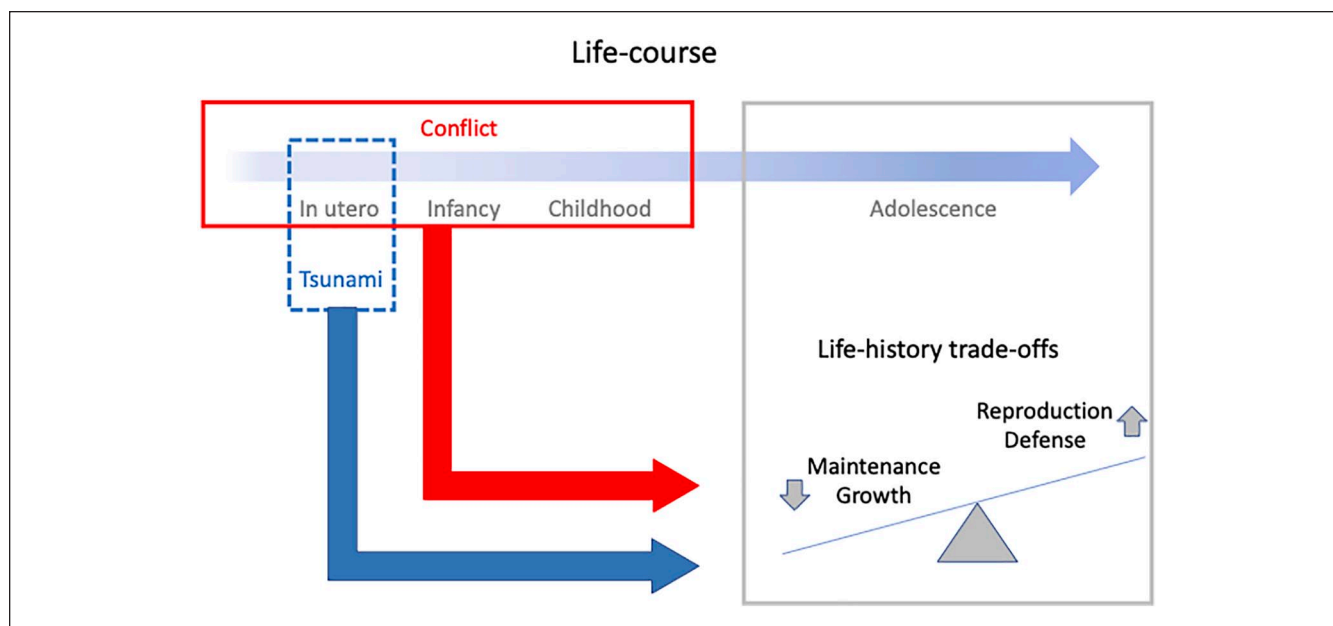 Life-course
Conflict
In utero
Infancy
Childhood
Adolescence
Tsunami
Life-history trade-offs
Reproduction
Defense
Maintenance
Growth